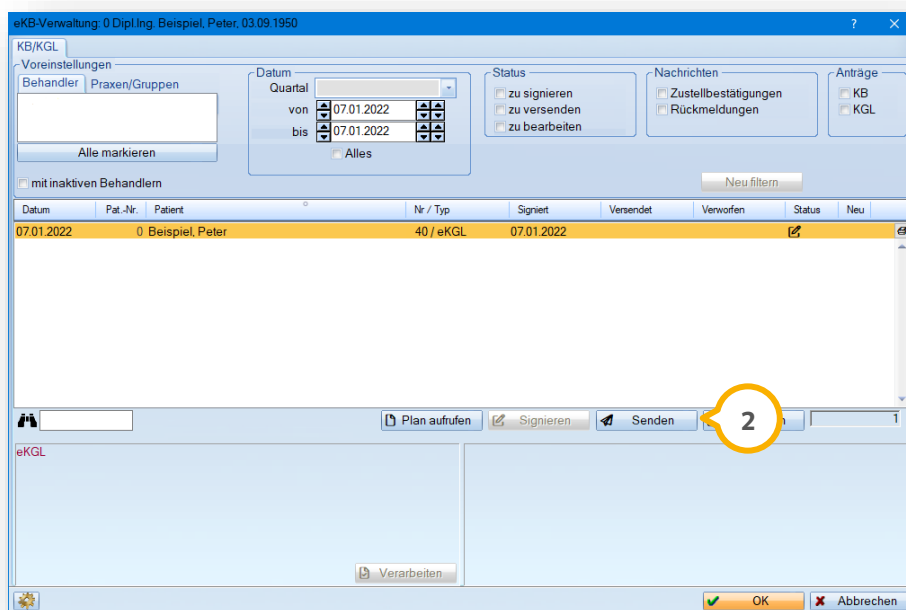 eKB-Verwaltung: 0 Dipl.Ing. Beispiel, Peter, 03.09.1950 ?
KB/KGL
Voreinstellungen
Behandler Praxen/Gruppen
Alle markieren
mit inaktiven Behandlern
Datum
Quartal
von 07.01.2022
bis 07.01.2022
Alles
Status
zu signieren
zu versenden
zu bearbeiten
Nachrichten
Zustellbestätigungen
Rückmeldungen
Anträge
KB
KGL
Neu filtern
Datum Pat.-Nr. Patient Nr / Typ Signiert Versendet Verworfen Status Neu
07.01.2022 0 Beispiel, Peter 40 / eKGL 07.01.2022
Plan aufrufen Signieren Senden 2 1
eKGL
Verarbeiten
OK Abbrechen